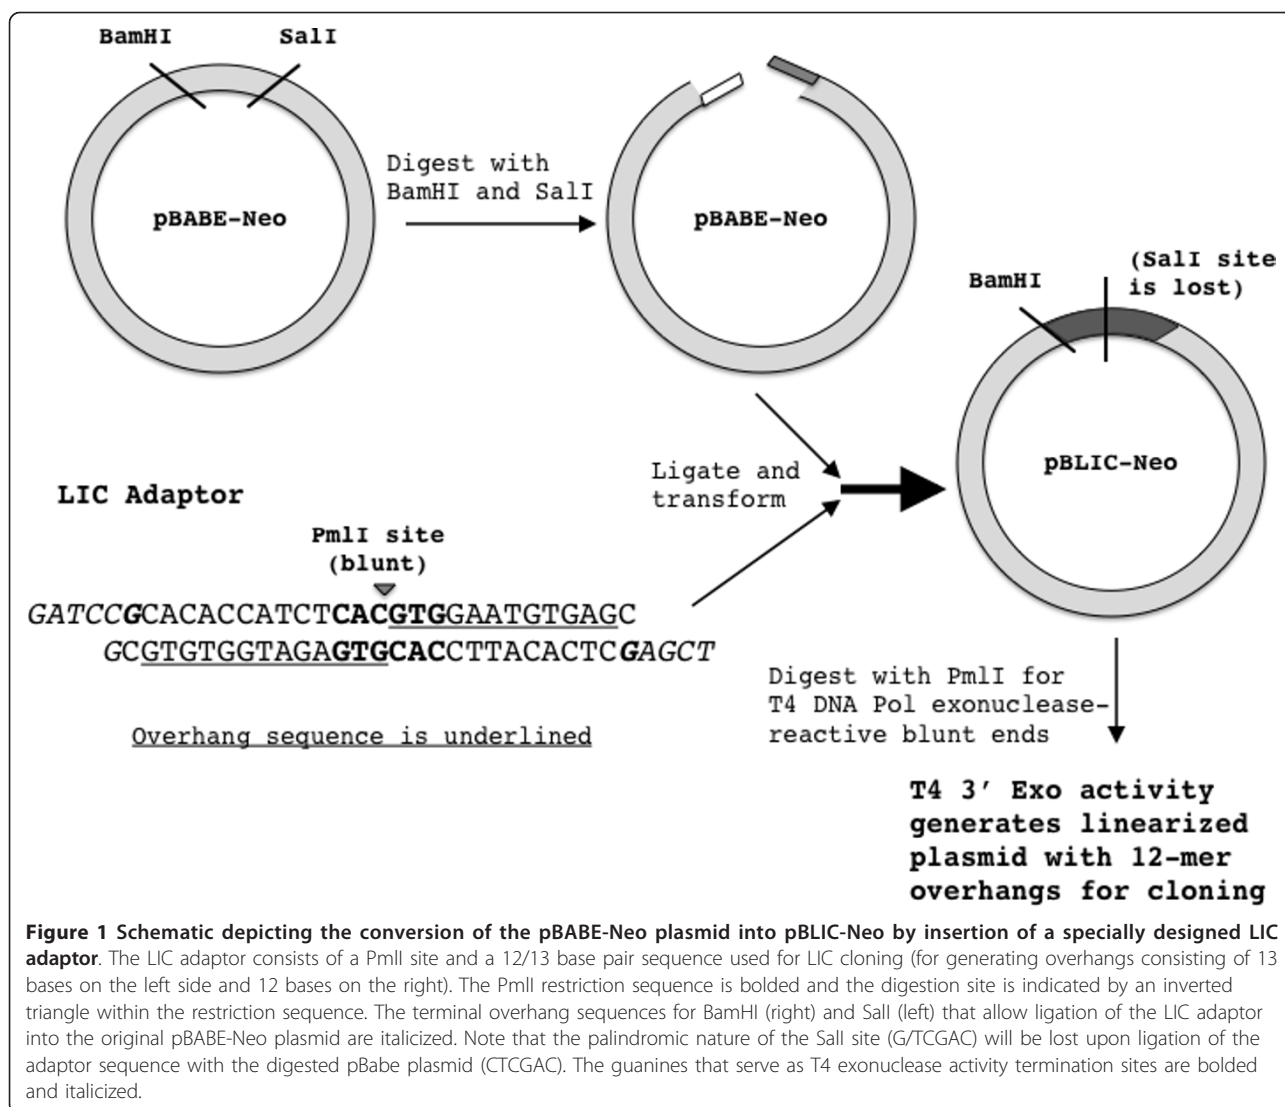 BamHI
SalI
pBABE-Neo
Digest with
BamHI and SalI
pBABE-Neo
(SalI site
is lost)
BamHI
pBLIC-Neo
Ligate and
transform
LIC Adaptor
PmlI site
(blunt)
GATCCGCACACCATCTCACGTGGAATGTGAGC
GCGTGTGGTAGAGTGCACCTTACACTCGAGCT
Overhang sequence is underlined
Digest with PmlI for
T4 DNA Pol exonuclease-
reactive blunt ends
T4 3′ Exo activity
generates linearized
plasmid with 12-mer
overhangs for cloning
Figure 1 Schematic depicting the conversion of the pBABE-Neo plasmid into pBLIC-Neo by insertion of a specially designed LIC
adaptor. The LIC adaptor consists of a PmlI site and a 12/13 base pair sequence used for LIC cloning (for generating overhangs consisting of 13
bases on the left side and 12 bases on the right). The PmlI restriction sequence is bolded and the digestion site is indicated by an inverted
triangle within the restriction sequence. The terminal overhang sequences for BamHI (right) and SalI (left) that allow ligation of the LIC adaptor
into the original pBABE-Neo plasmid are italicized. Note that the palindromic nature of the SalI site (G/TCGAC) will be lost upon ligation of the
adaptor sequence with the digested pBabe plasmid (CTCGAC). The guanines that serve as T4 exonuclease activity termination sites are bolded
and italicized.